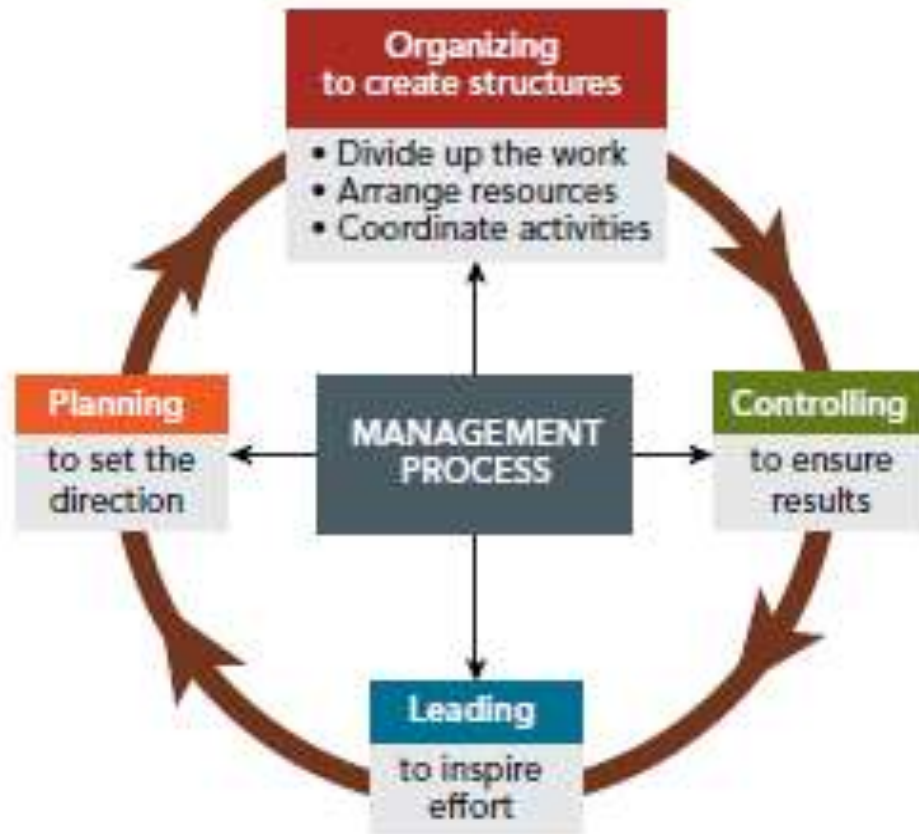 Organizing
to create structures
• Divide up the work
• Arrange resources
• Coordinate activities
Planning
to set the
direction
MANAGEMENT
PROCESS
Controlling
to ensure
results
Leading
to inspire
effort